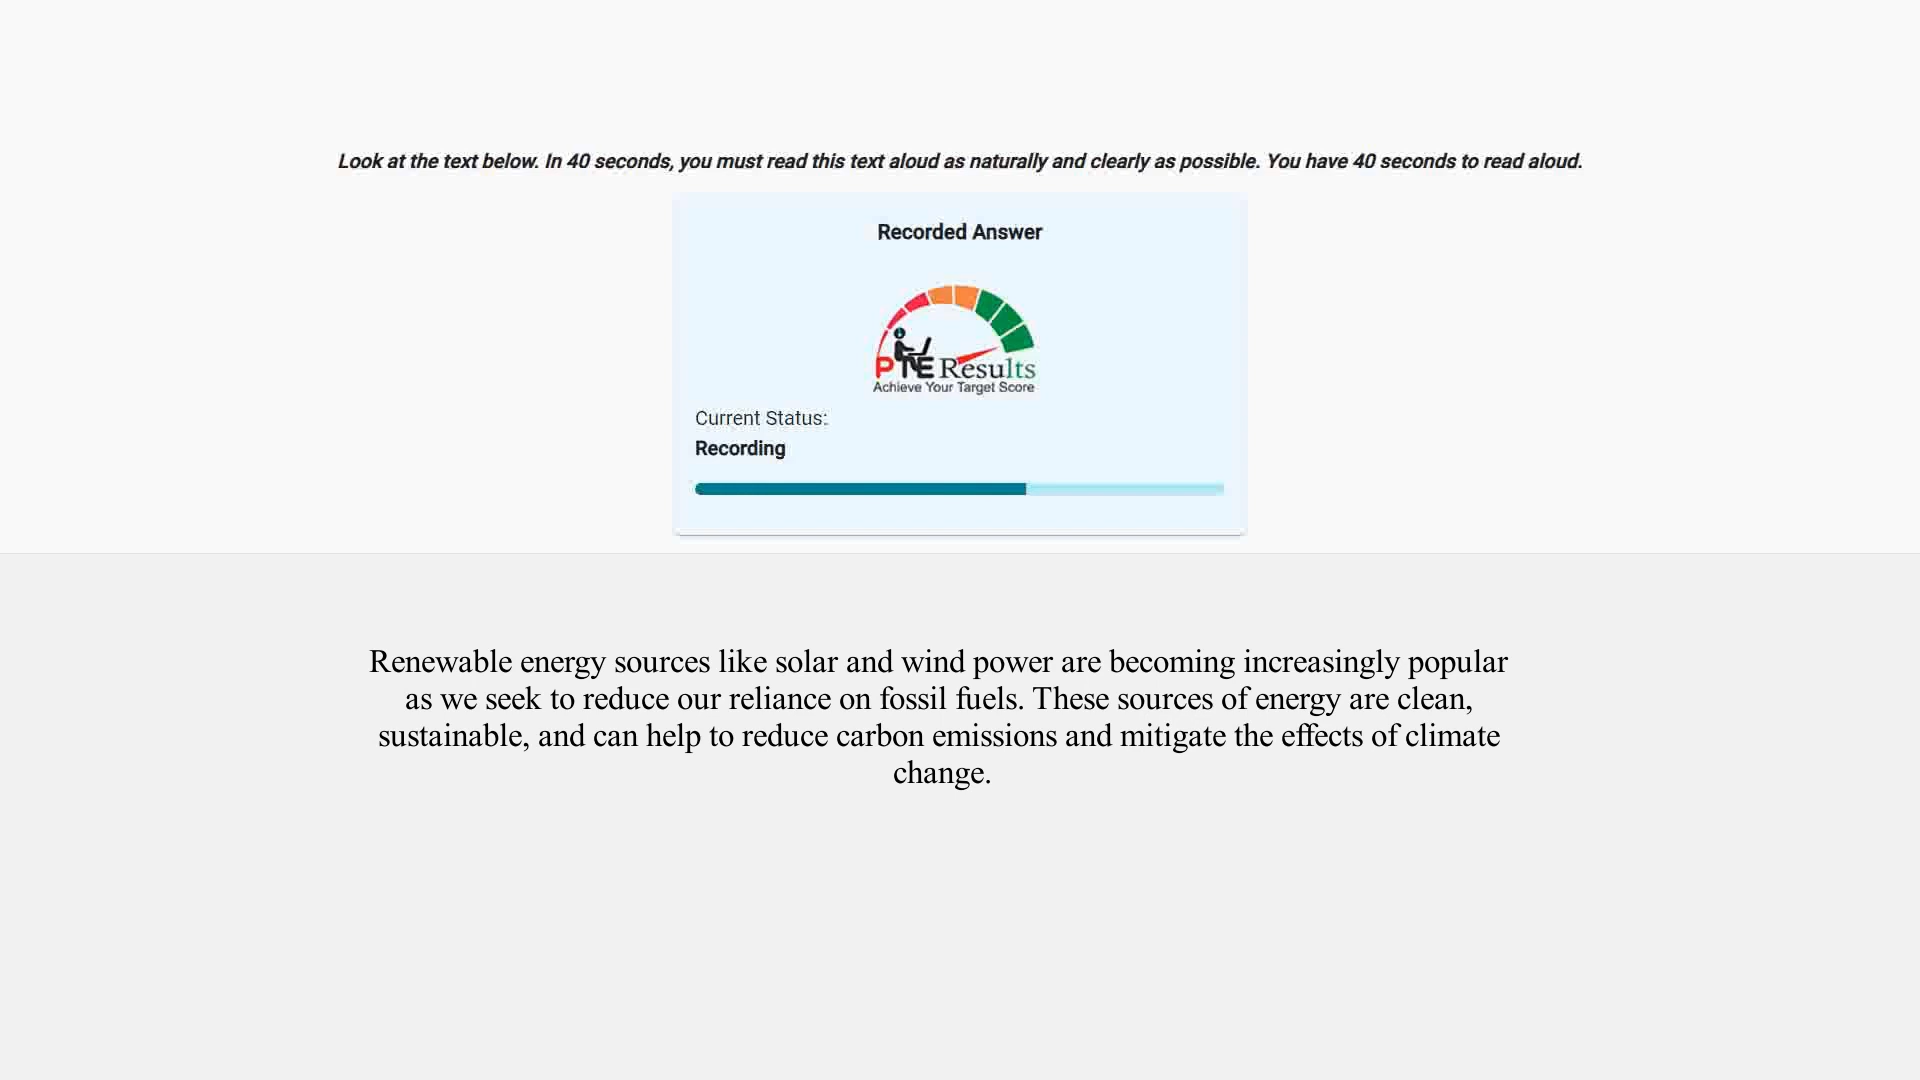 Look at the text below. In 40 seconds, you must read this text aloud as naturally and clearly as possible. You have 40 seconds to read aloud.
Recorded Answer
PTE Results
Achieve Your Target Score
Current Status:
Recording
Renewable energy sources like solar and wind power are becoming increasingly popular
as we seek to reduce our reliance on fossil fuels. These sources of energy are clean,
sustainable, and can help to reduce carbon emissions and mitigate the effects of climate
change.